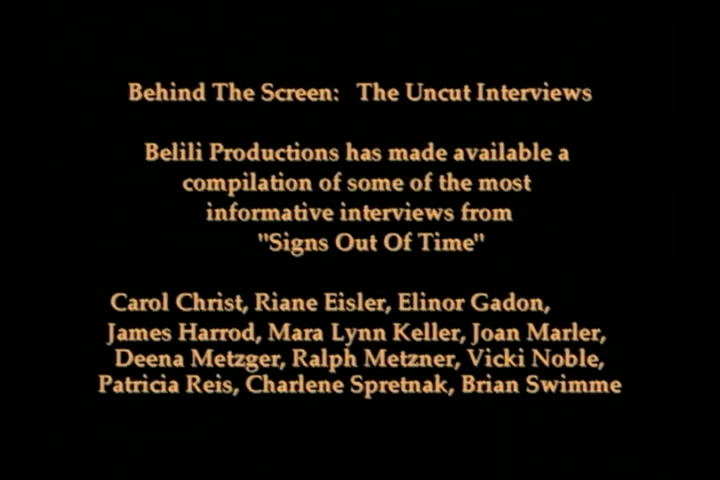 Behind The Screen: The Uncut Interviews
Belili Productions has made available a
compilation of some of the most
informative interviews from
"Signs Out Of Time"
Carol Christ, Riane Eisler, Elinor Gadon,
James Harrod, Mara Lynn Keller, Joan Marler,
Deena Metzger, Ralph Metzner, Vicki Noble,
Patricia Reis, Charlene Spretnak, Brian Swimme